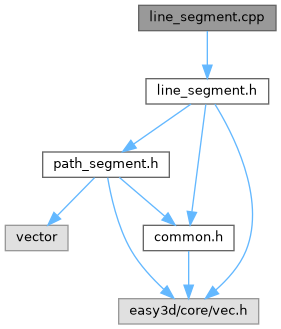 line_segment.cpp
line_segment.h
path_segment.h
vector
common.h
easy3d/core/vec.h